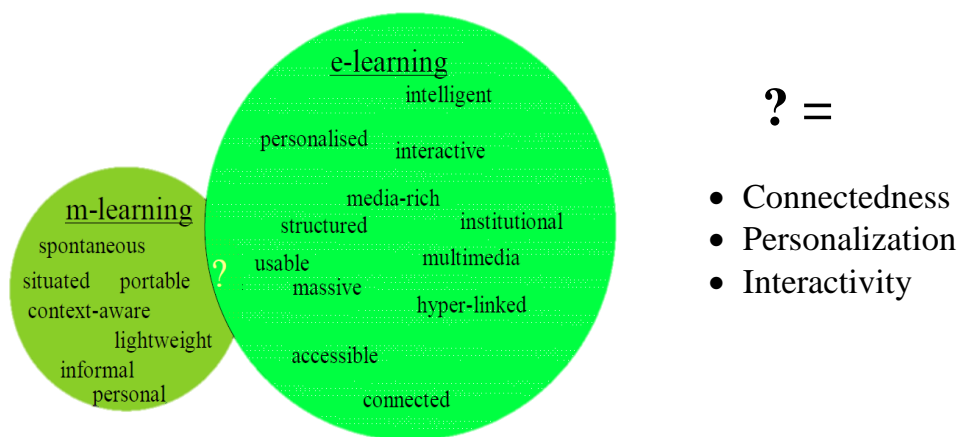 e-learning
intelligent
personalised
interactive
media-rich
structured
institutional
usable
multimedia
massive
hyper-linked
accessible
connected
m-learning
spontaneous
situated portable
context-aware
lightweight
informal
personal
?
? =
• Connectedness
• Personalization
• Interactivity